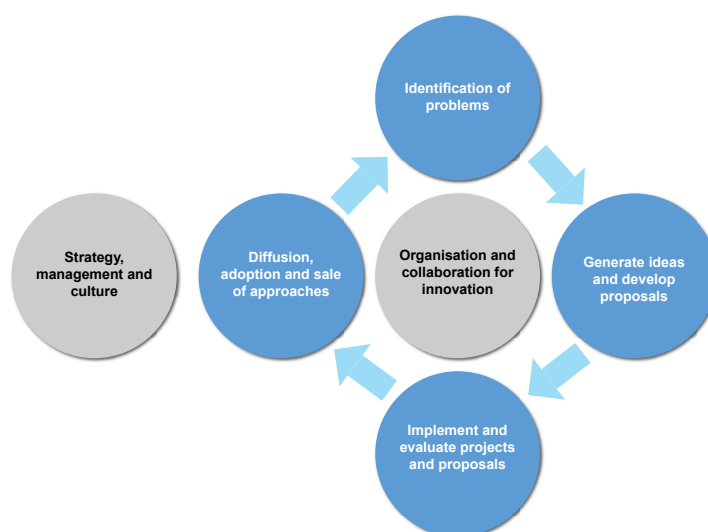 Identification of
problems
Strategy,
management and
culture
Diffusion,
adoption and sale
of approaches
Organisation and
collaboration for
innovation
Generate ideas
and develop
proposals
Implement and
evaluate projects
and proposals